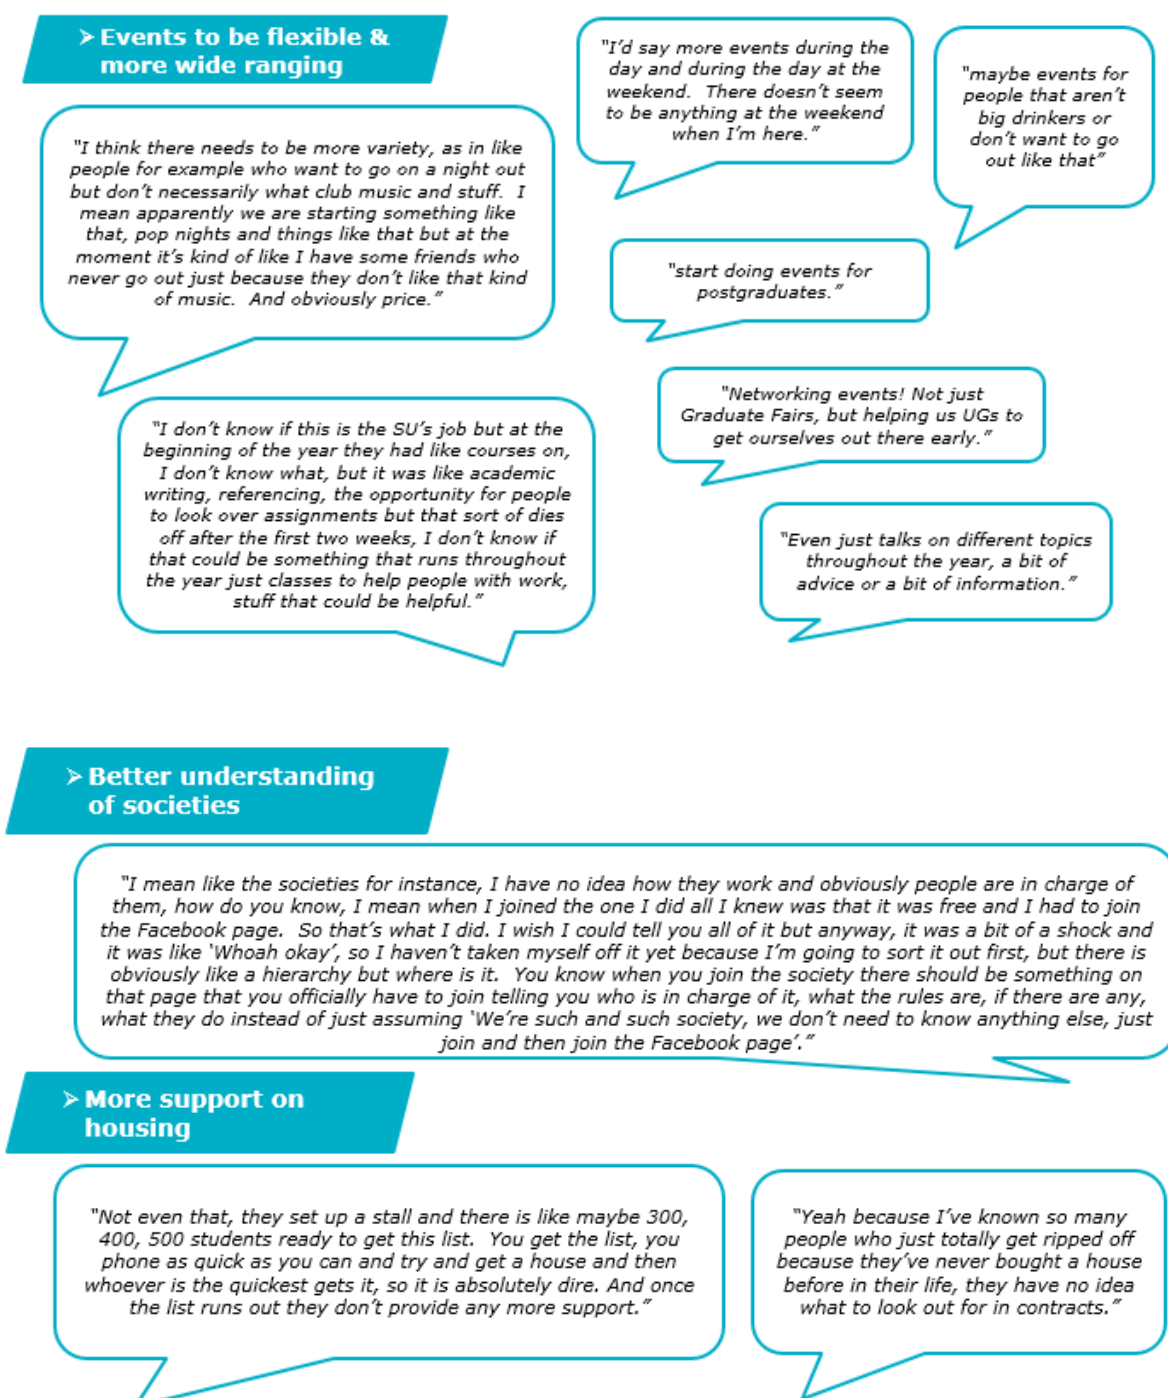 ➢ Events to be flexible &
more wide ranging
"I think there needs to be more variety, as in like
people for example who want to go on a night out
but don't necessarily what club music and stuff.  I
mean apparently we are starting something like
that, pop nights and things like that but at the
moment it's kind of like I have some friends who
never go out just because they don't like that kind
of music.  And obviously price."
"I'd say more events during the
day and during the day at the
weekend.  There doesn't seem
to be anything at the weekend
when I'm here."
"maybe events for
people that aren't
big drinkers or
don't want to go
out like that"
"start doing events for
postgraduates."
"Networking events! Not just
Graduate Fairs, but helping us UGs to
get ourselves out there early."
"I don't know if this is the SU's job but at the
beginning of the year they had like courses on,
I don't know what, but it was like academic
writing, referencing, the opportunity for people
to look over assignments but that sort of dies
off after the first two weeks, I don't know if
that could be something that runs throughout
the year just classes to help people with work,
stuff that could be helpful."
"Even just talks on different topics
throughout the year, a bit of
advice or a bit of information."
➢ Better understanding
of societies
"I mean like the societies for instance, I have no idea how they work and obviously people are in charge of
them, how do you know, I mean when I joined the one I did all I knew was that it was free and I had to join
the Facebook page.  So that's what I did. I wish I could tell you all of it but anyway, it was a bit of a shock and
it was like 'Whoah okay', so I haven't taken myself off it yet because I'm going to sort it out first, but there is
obviously like a hierarchy but where is it.  You know when you join the society there should be something on
that page that you officially have to join telling you who is in charge of it, what the rules are, if there are any,
what they do instead of just assuming 'We're such and such society, we don't need to know anything else, just
join and then join the Facebook page'."
➢ More support on
housing
"Not even that, they set up a stall and there is like maybe 300,
400, 500 students ready to get this list.  You get the list, you
phone as quick as you can and try and get a house and then
whoever is the quickest gets it, so it is absolutely dire. And once
the list runs out they don't provide any more support."
"Yeah because I've known so many
people who just totally get ripped off
because they've never bought a house
before in their life, they have no idea
what to look out for in contracts."